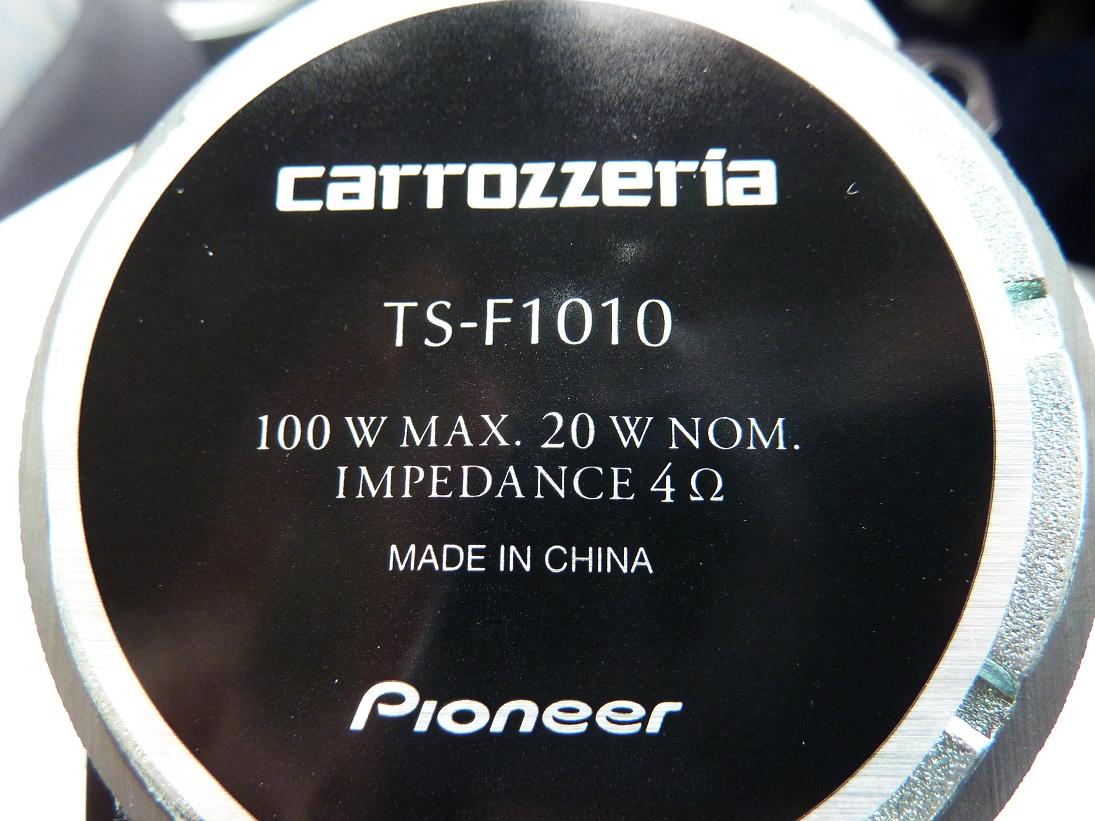 carrozzeria
TS-F1010
100 W MAX. 20 W NOM.
IMPEDANCE 4 Ω
MADE IN CHINA
Pioneer